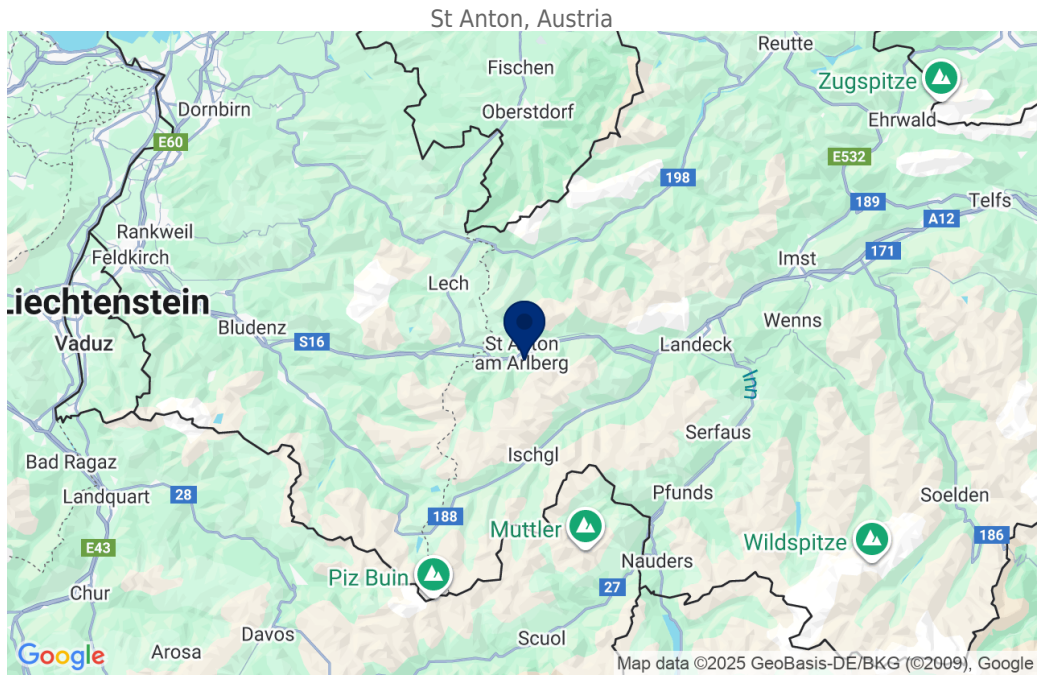 St Anton, Austria
Reutte
Fischen
Zugspitze
Oberstdorf
Dornbirn
Ehrwald
E60
E532
198
189
Telfs
A12
Rankweil
171
Feldkirch
Imst
Lech
Liechtenstein
Wenns
Bludenz
S16
Vaduz
St Anton
am Arlberg
Landeck
Inn
Serfaus
Ischgl
Bad Ragaz
Landquart
28
Pfunds
Soelden
188
Muttler
Wildspitze
186
E43
Nauders
Piz Buin
27
Chur
Davos
Scuol
Arosa
Google
Map data ©2025 GeoBasis-DE/BKG (©2009), Google